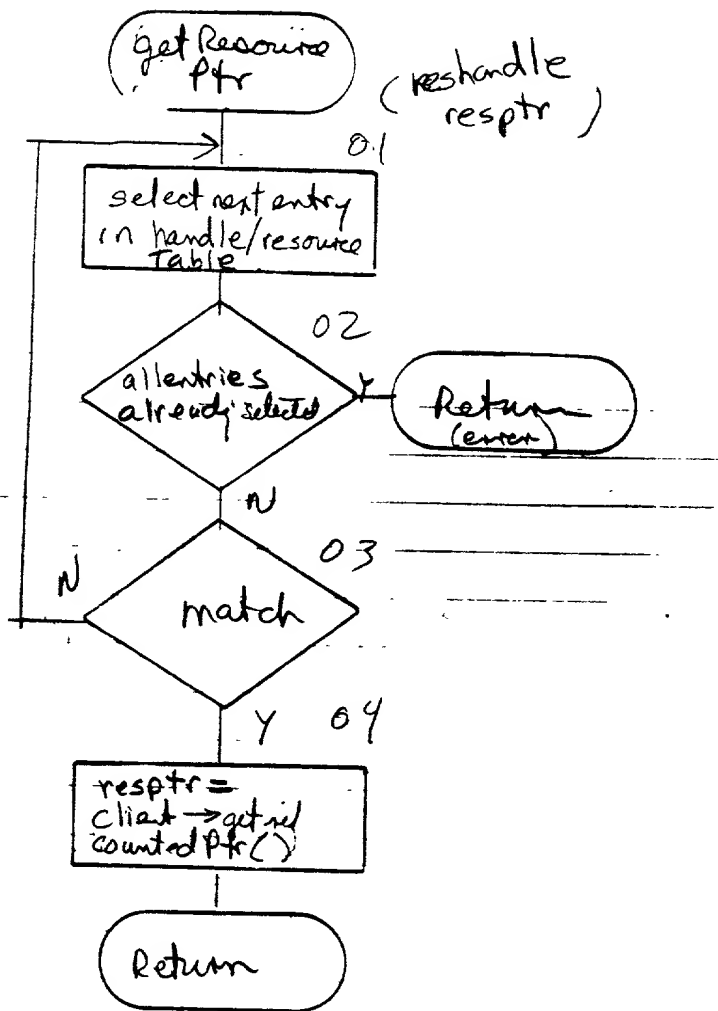 get Resource
Ptr
(reshandle
resptr)
01
select next entry
in handle/resource
Table
02
all entries
already selected
Y
Return
(error)
N
03
N
match
Y
04
resptr =
client → get ref
counted Ptr()
Return